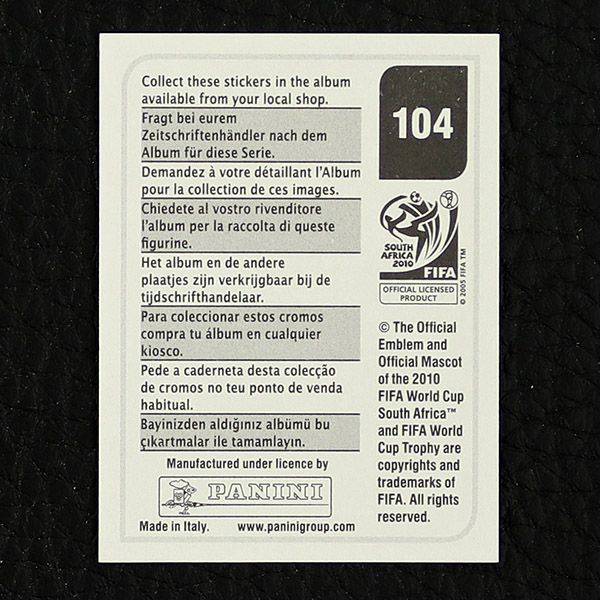 Collect these stickers in the album
available from your local shop.
Fragt bei eurem
Zeitschriftenhändler nach dem
Album für diese Serie.
Demandez à votre détaillant l'Album
pour la collection de ces images.
Chiedete al vostro rivenditore
l'album per la raccolta di queste
figurine.
Het album en de andere
plaatjes zijn verkrijgbaar bij de
tijdschrifthandelaar.
Para coleccionar estos cromos
compra tu álbum en cualquier
kiosco.
Pede a caderneta desta colecção
de cromos no teu ponto de venda
habitual.
Bayinizden aldığınız albümü bu
çıkartmalar ile tamamlayın.
Manufactured under licence by
PANINI
Made in Italy. www.paninigroup.com
104
SOUTH
AFRICA
2010
FIFA
© 2005 FIFA TM
OFFICIAL LICENSED
PRODUCT
© The Official
Emblem and
Official Mascot
of the 2010
FIFA World Cup
South Africa™
and FIFA World
Cup Trophy are
copyrights and
trademarks of
FIFA. All rights
reserved.